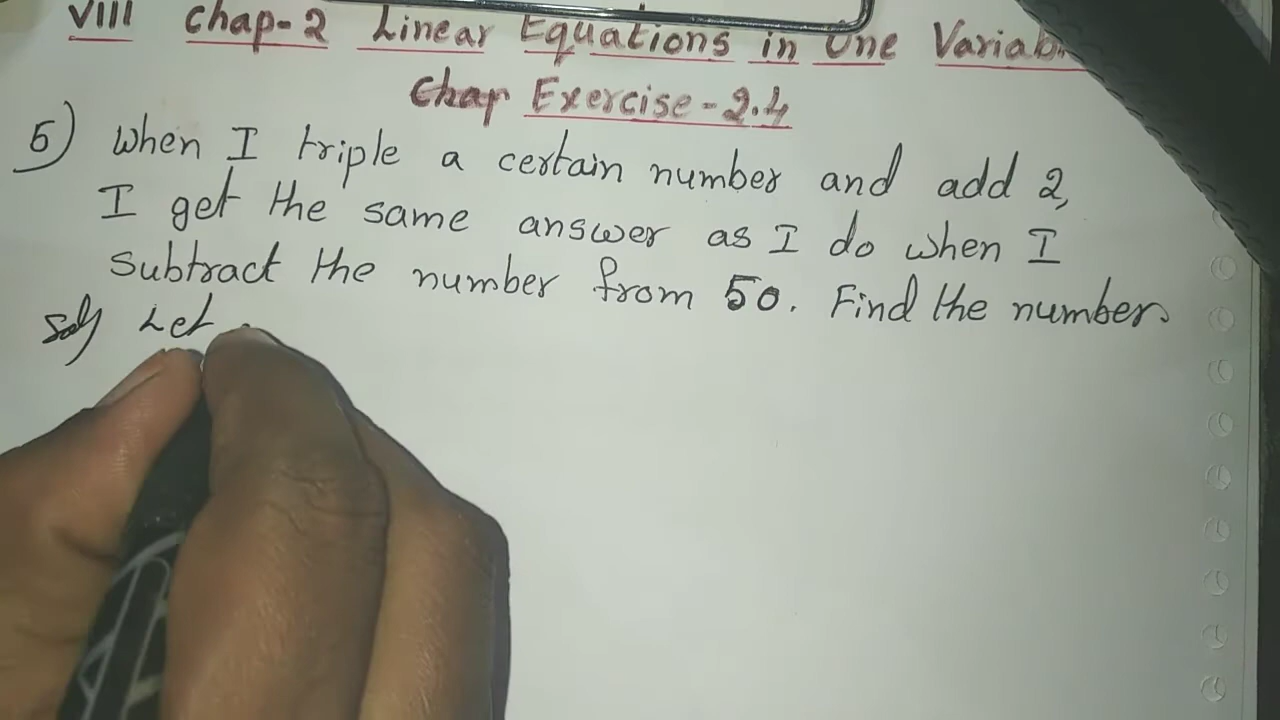 VIII Chap-2 Linear Equations in One
Chap Exercise-2.4
5) When I triple a certain number and add 2,
I get the same answer as I do when I
subtract the number from 50. Find the number.
Sol) Let